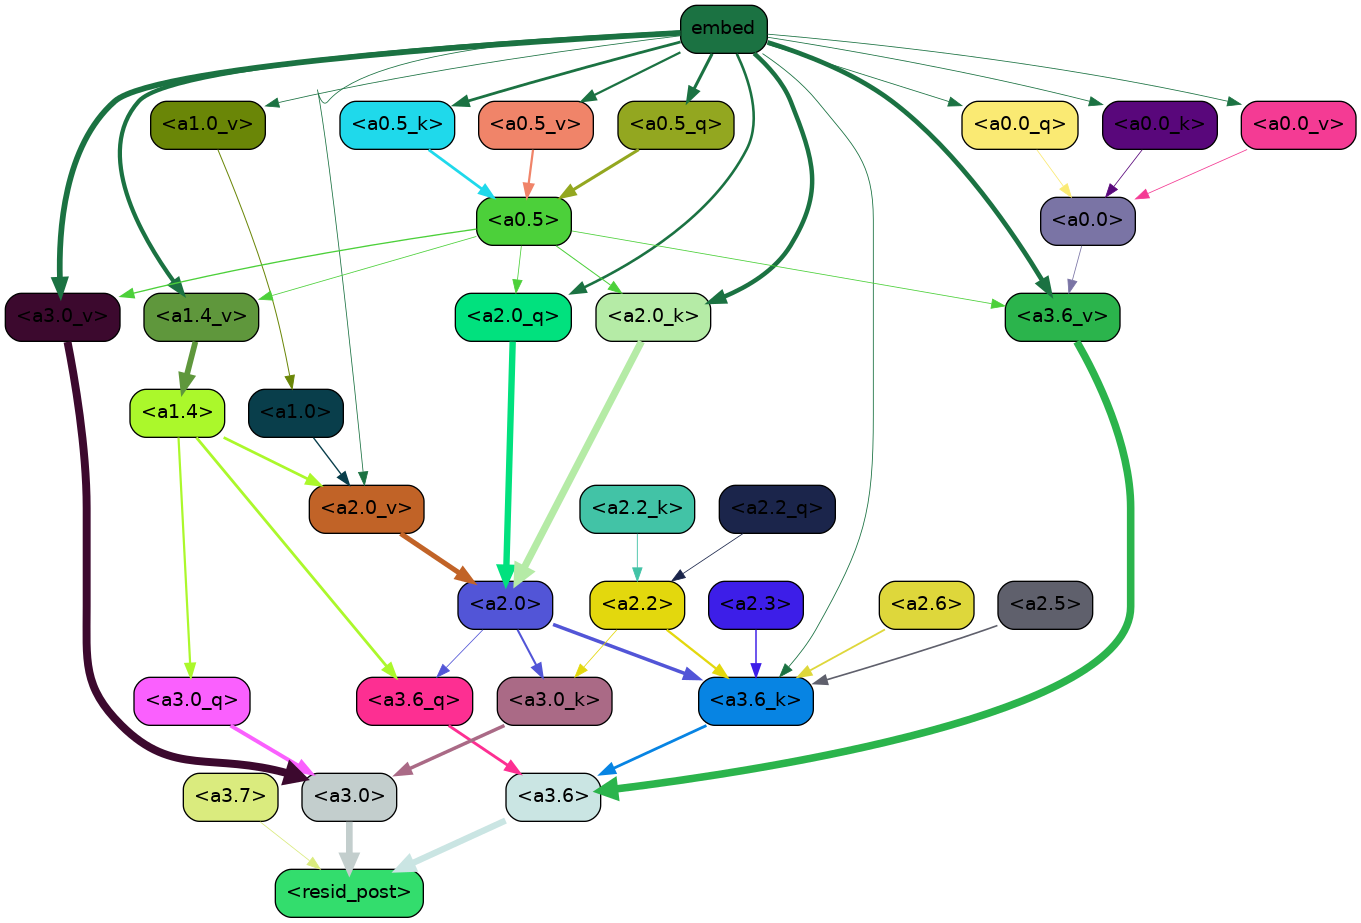 embed
<a1.0_v>
<a0.5_k>
<a0.5_v>
<a0.5_q>
<a0.0_q>
<a0.0_k>
<a0.0_v>
<a0.5>
<a0.0>
<a3.0_v>
<a1.4_v>
<a2.0_q>
<a2.0_k>
<a3.6_v>
<a1.4>
<a1.0>
<a2.0_v>
<a2.2_k>
<a2.2_q>
<a2.0>
<a2.2>
<a2.3>
<a2.6>
<a2.5>
<a3.0_q>
<a3.6_q>
<a3.0_k>
<a3.6_k>
<a3.7>
<a3.0>
<a3.6>
<resid_post>